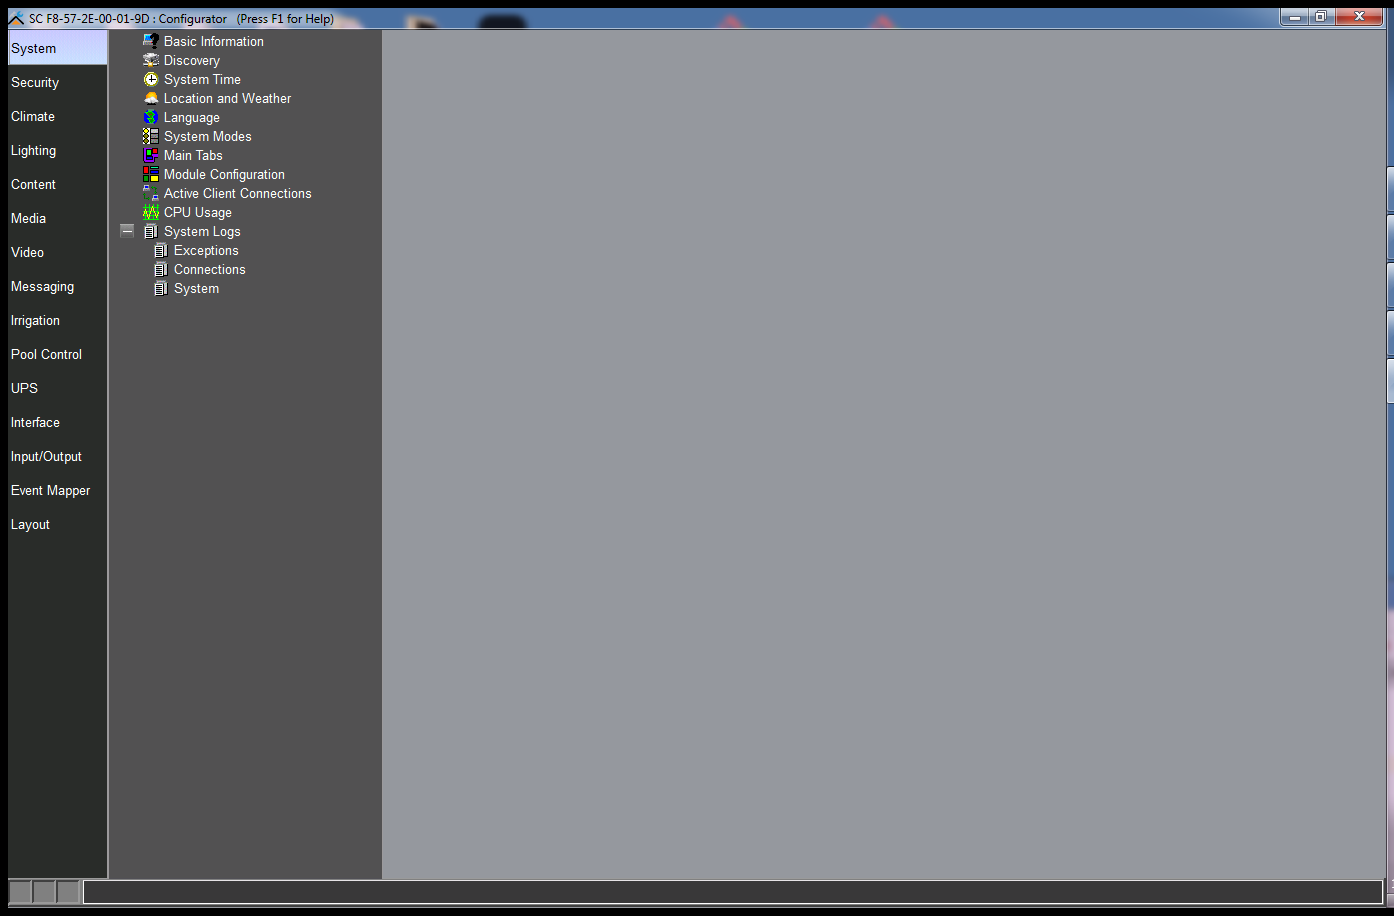 SC F8-57-2E-00-01-9D : Configurator (Press F1 for Help)
System
Security
Climate
Lighting
Content
Media
Video
Messaging
Irrigation
Pool Control
UPS
Interface
Input/Output
Event Mapper
Layout
Basic Information
Discovery
System Time
Location and Weather
Language
System Modes
Main Tabs
Module Configuration
Active Client Connections
CPU Usage
System Logs
Exceptions
Connections
System